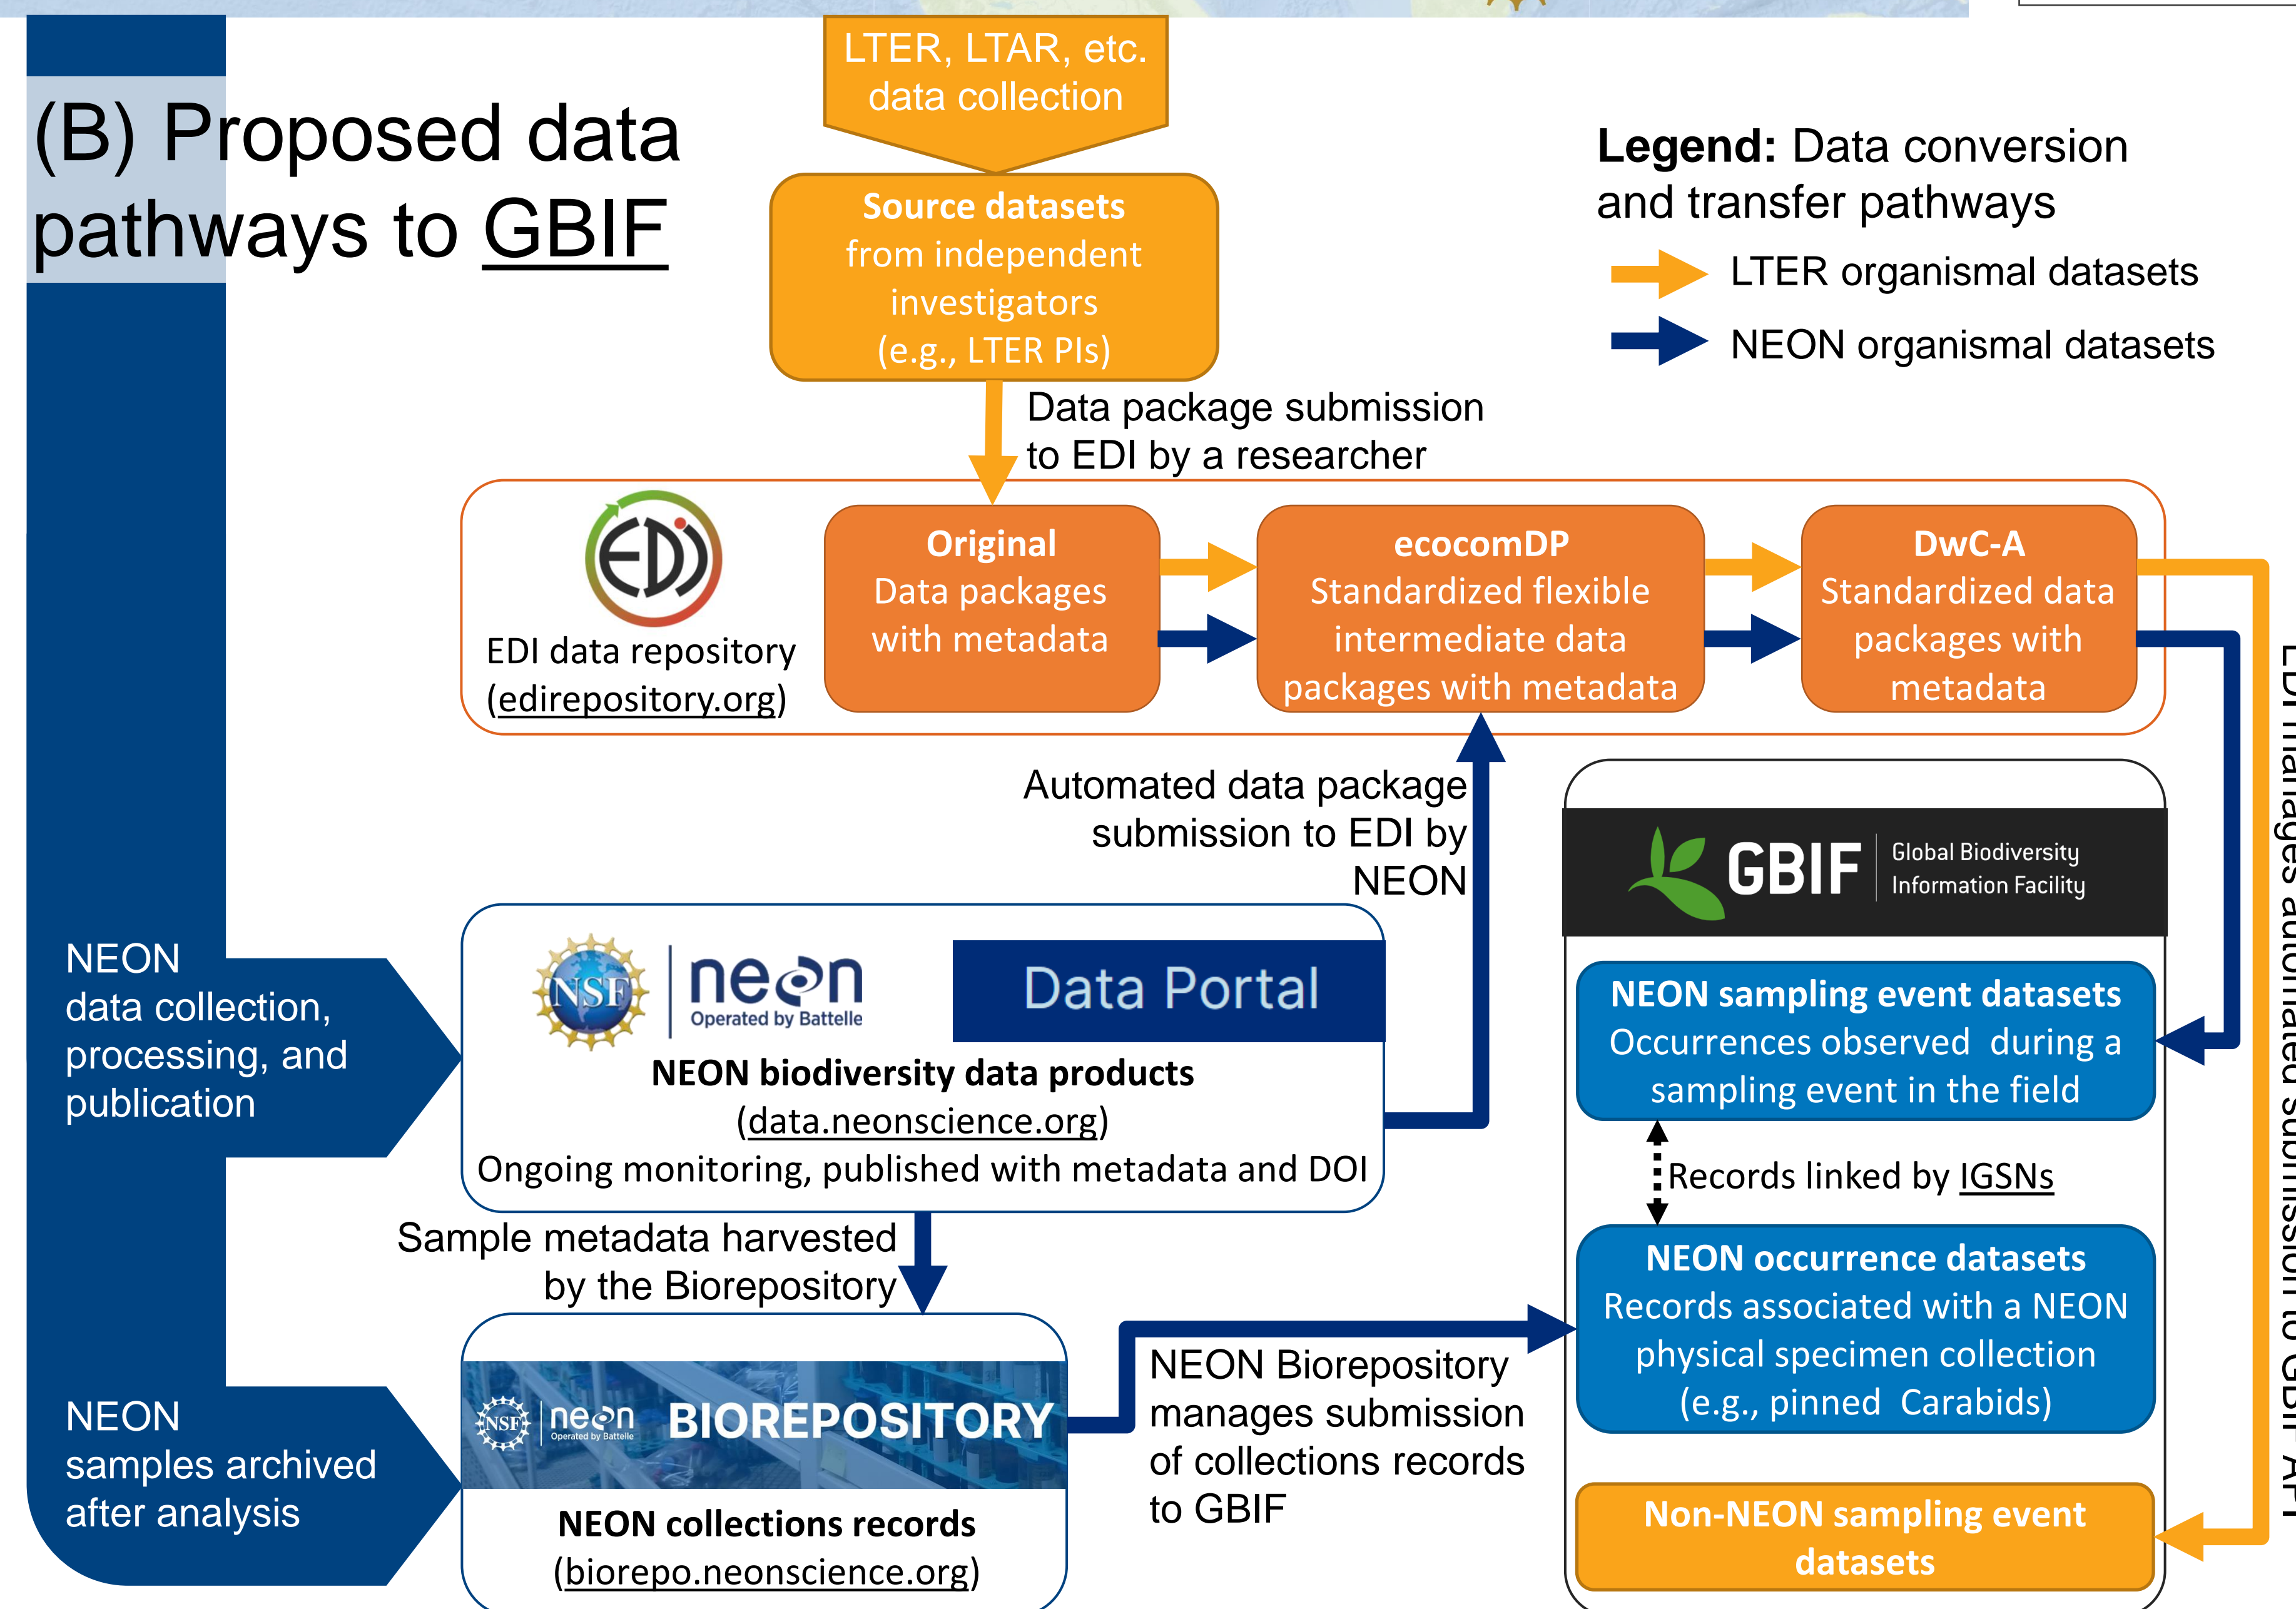 (B) Proposed data
pathways to GBIF
LTER, LTAR, etc.
data collection
Source datasets
from independent
investigators
(e.g., LTER PIs)
Legend: Data conversion
and transfer pathways
LTER organismal datasets
NEON organismal datasets
Data package submission
to EDI by a researcher
EDI
EDI data repository
(edirepository.org)
Original
Data packages
with metadata
ecocomDP
Standardized flexible
intermediate data
packages with metadata
DwC-A
Standardized data
packages with
metadata
EDI manages automated submission to GBIF API
Automated data package
submission to EDI by
NEON
NEON
data collection,
processing, and
publication
NSF
neon
Operated by Battelle
Data Portal
NEON biodiversity data products
(data.neonscience.org)
Ongoing monitoring, published with metadata and DOI
Sample metadata harvested
by the Biorepository
NEON
samples archived
after analysis
NSF
neon
Operated by Battelle
BIOREPOSITORY
NEON collections records
(biorepo.neonscience.org)
NEON Biorepository
manages submission
of collections records
to GBIF
GBIF
Global Biodiversity
Information Facility
NEON sampling event datasets
Occurrences observed during a
sampling event in the field
Records linked by IGSNs
NEON occurrence datasets
Records associated with a NEON
physical specimen collection
(e.g., pinned Carabids)
Non-NEON sampling event
datasets